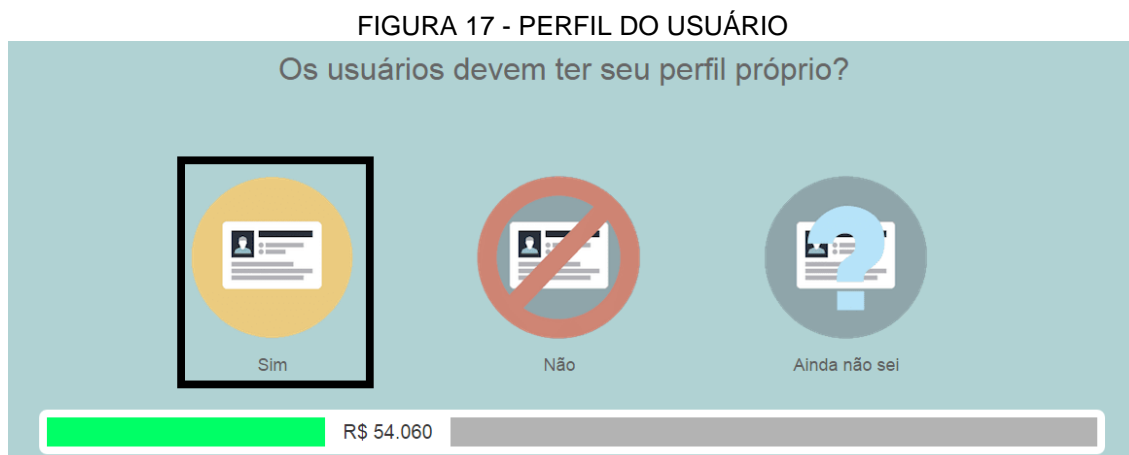 FIGURA 17 - PERFIL DO USUÁRIO
Os usuários devem ter seu perfil próprio?
Sim
Não
Ainda não sei
R$ 54.060